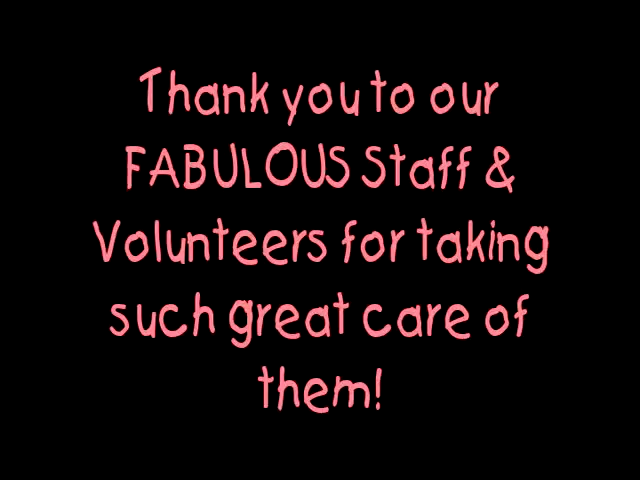 Thank you to our
FABULOUS Staff &
Volunteers for taking
such great care of
them!